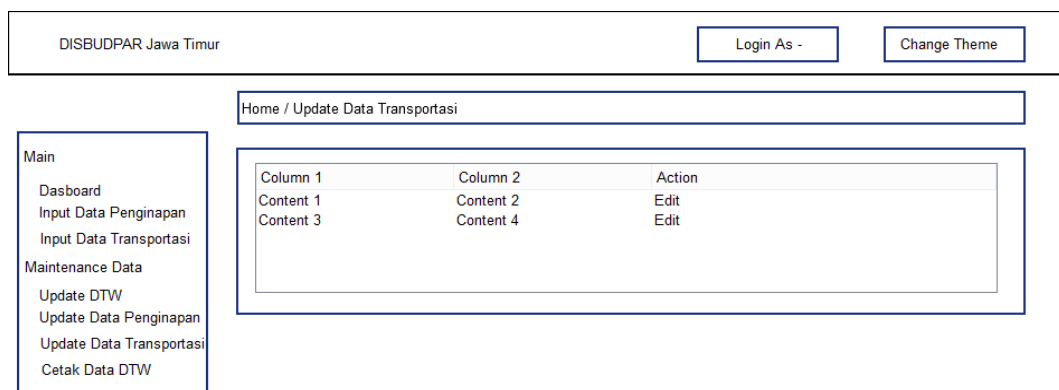 DISBUDPAR Jawa Timur
Login As -
Change Theme
Home / Update Data Transportasi
Main
Dasboard
Input Data Penginapan
Input Data Transportasi
Maintenance Data
Update DTW
Update Data Penginapan
Update Data Transportasi
Cetak Data DTW
Column 1 Column 2 Action
Content 1 Content 2 Edit
Content 3 Content 4 Edit